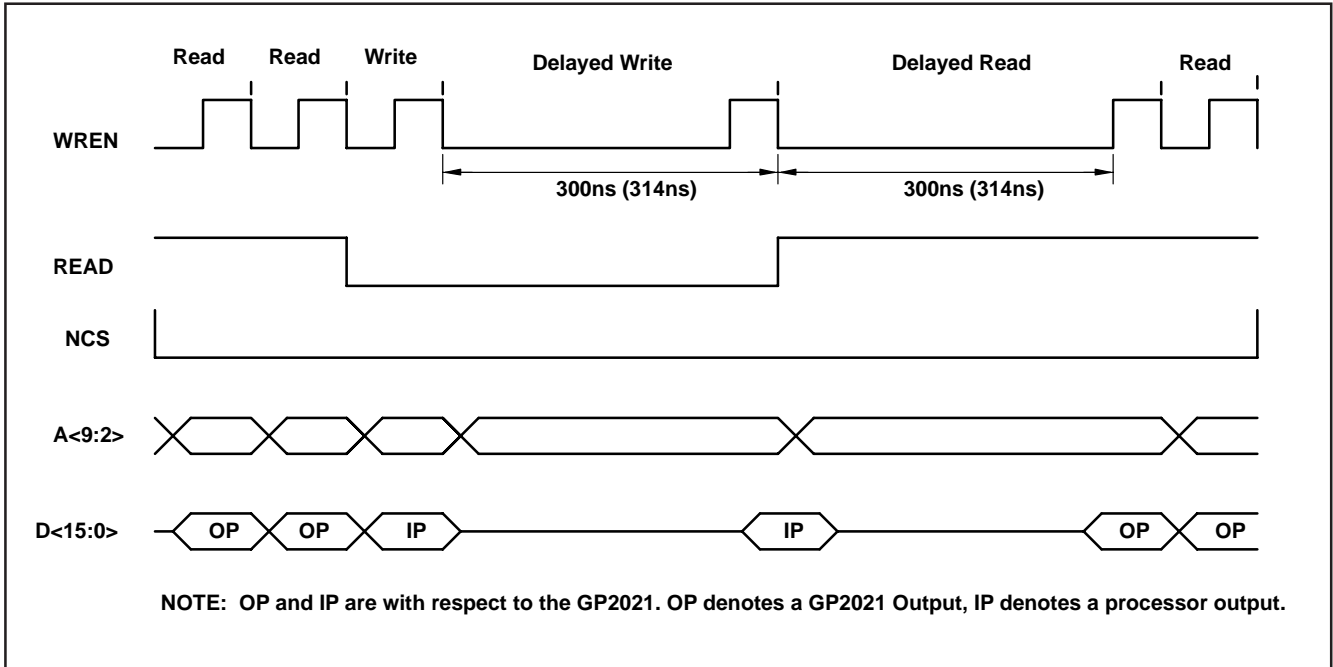 Read Read Write Delayed Write Delayed Read Read
WREN
300ns (314ns) 300ns (314ns)
READ
NCS
A<9:2>
D<15:0> OP OP IP IP OP OP
NOTE: OP and IP are with respect to the GP2021. OP denotes a GP2021 Output, IP denotes a processor output.